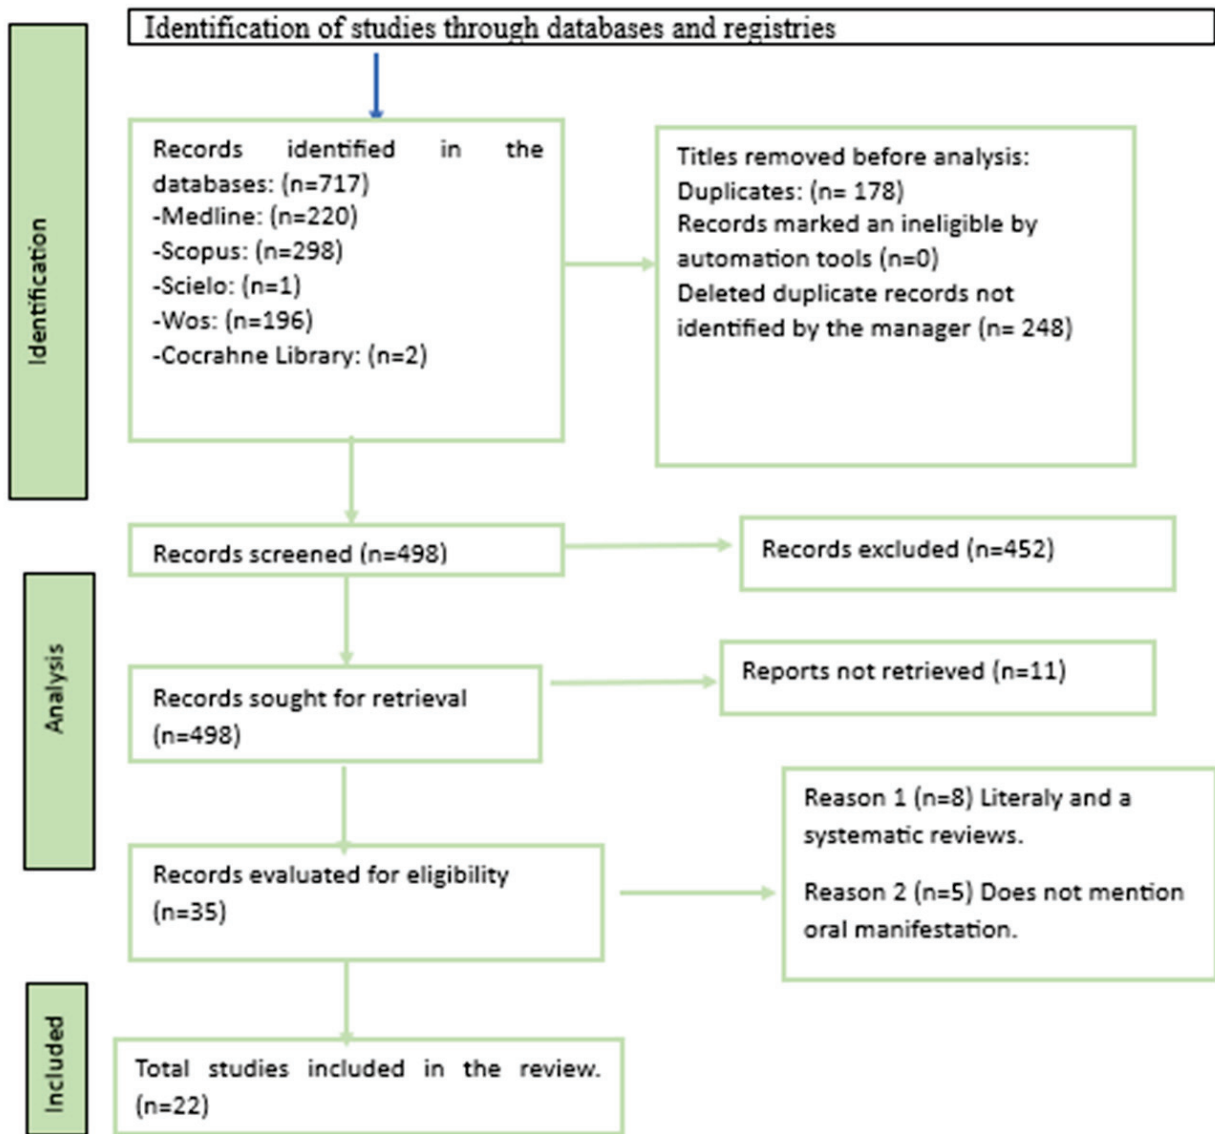 Identification of studies through databases and registries
Identification
Records identified in the
databases: (n=717)
-Medline: (n=220)
-Scopus: (n=298)
-Scielo: (n=1)
-Wos: (n=196)
-Cocrahne Library: (n=2)
Titles removed before analysis:
Duplicates: (n= 178)
Records marked an ineligible by
automation tools (n=0)
Deleted duplicate records not
identified by the manager (n= 248)
Records screened (n=498)
Records excluded (n=452)
Analysis
Records sought for retrieval
(n=498)
Reports not retrieved (n=11)
Records evaluated for eligibility
(n=35)
Reason 1 (n=8) Literaly and a
systematic reviews.
Reason 2 (n=5) Does not mention
oral manifestation.
Included
Total studies included in the review.
(n=22)